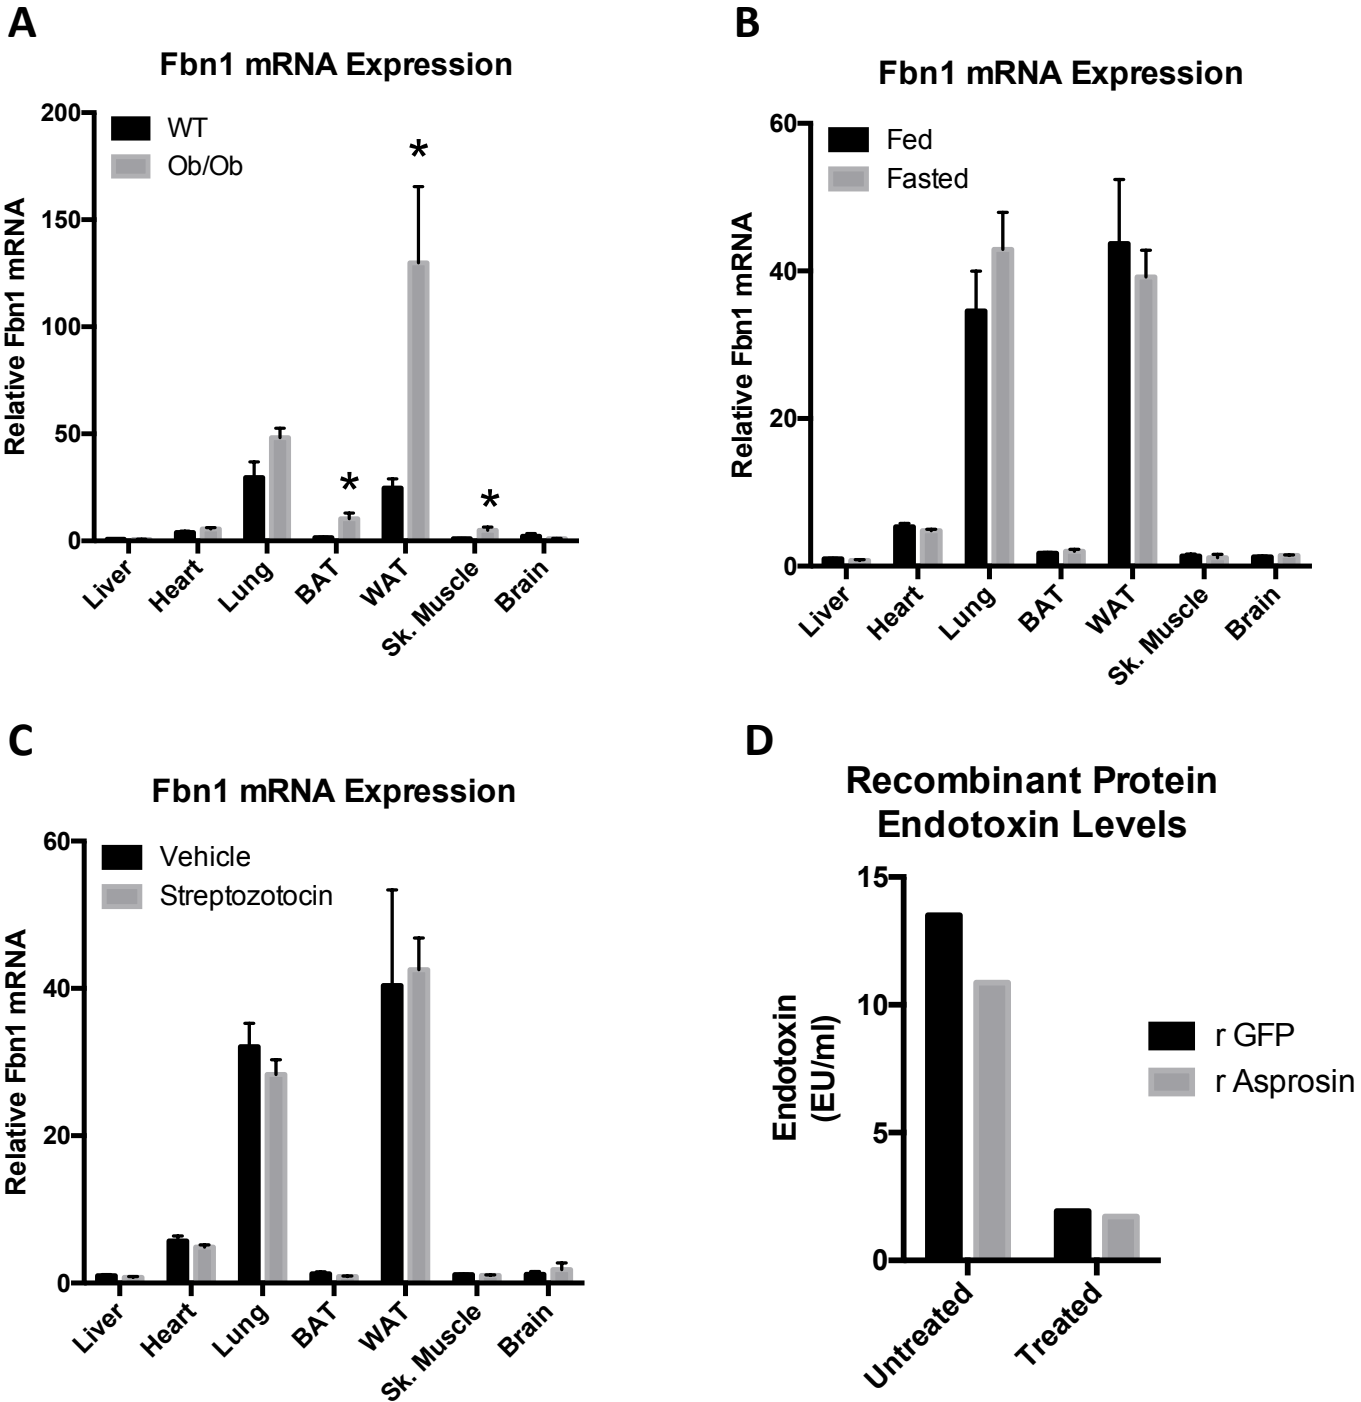 A
Fbn1 mRNA Expression
WT
Ob/Ob
Relative Fbn1 mRNA
200
150
100
50
0
*
*
*
Liver
Heart
Lung
BAT
WAT
Sk. Muscle
Brain
B
Fbn1 mRNA Expression
Fed
Fasted
Relative Fbn1 mRNA
60
40
20
0
Liver
Heart
Lung
BAT
WAT
Sk. Muscle
Brain
C
Fbn1 mRNA Expression
Vehicle
Streptozotocin
Relative Fbn1 mRNA
60
40
20
0
Liver
Heart
Lung
BAT
WAT
Sk. Muscle
Brain
D
Recombinant Protein
Endotoxin Levels
Endotoxin
(EU/ml)
15
10
5
0
r GFP
r Asprosin
Untreated
Treated